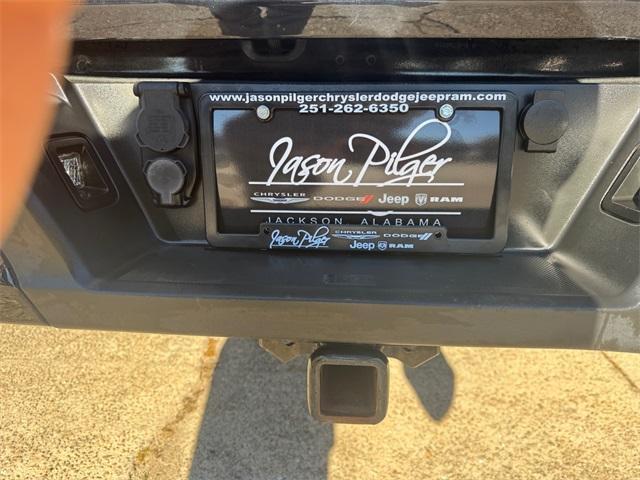 www.jasonpilgerchryslerdodgejeepram.com
251-262-6350
Jason Pilger
CHRYSLER DODGE Jeep RAM
JACKSON, ALABAMA
Jason Pilger CHRYSLER DODGE
Jeep RAM